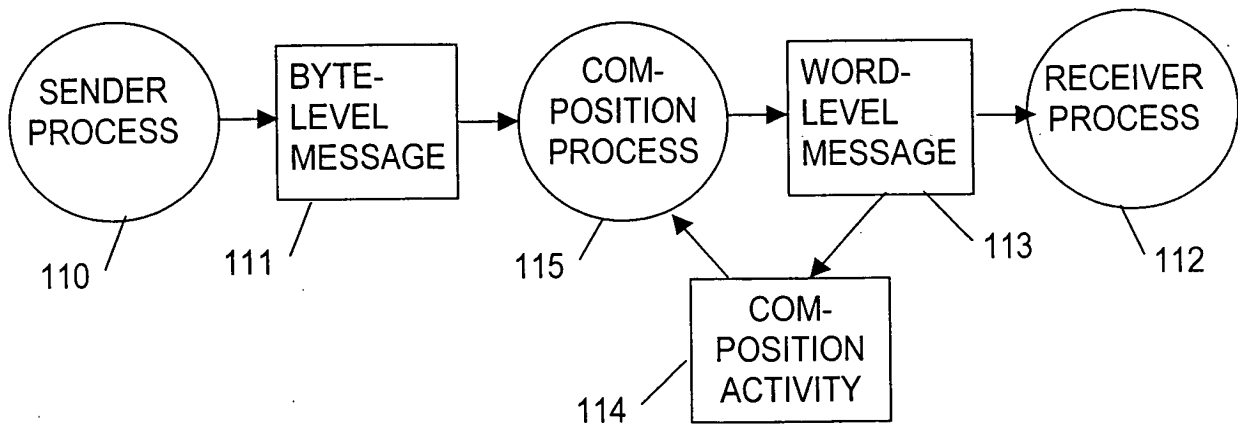 SENDER
PROCESS
BYTE-
LEVEL
MESSAGE
COM-
POSITION
PROCESS
WORD-
LEVEL
MESSAGE
RECEIVER
PROCESS
110
111
115
113
112
COM-
POSITION
ACTIVITY
114